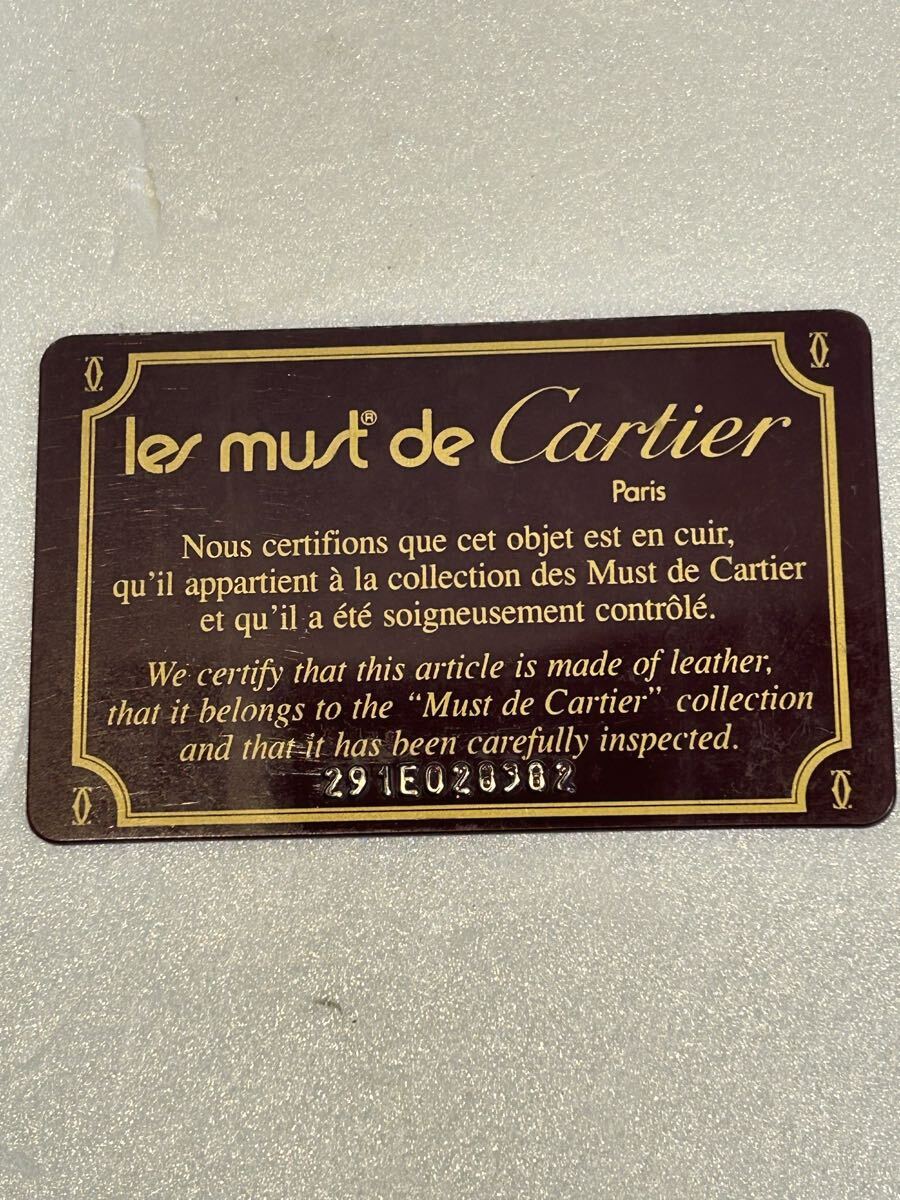 les must® de Cartier
Paris
Nous certifions que cet objet est en cuir,
qu'il appartient à la collection des Must de Cartier
et qu'il a été soigneusement contrôlé.
We certify that this article is made of leather,
that it belongs to the "Must de Cartier" collection
and that it has been carefully inspected.
291E028382